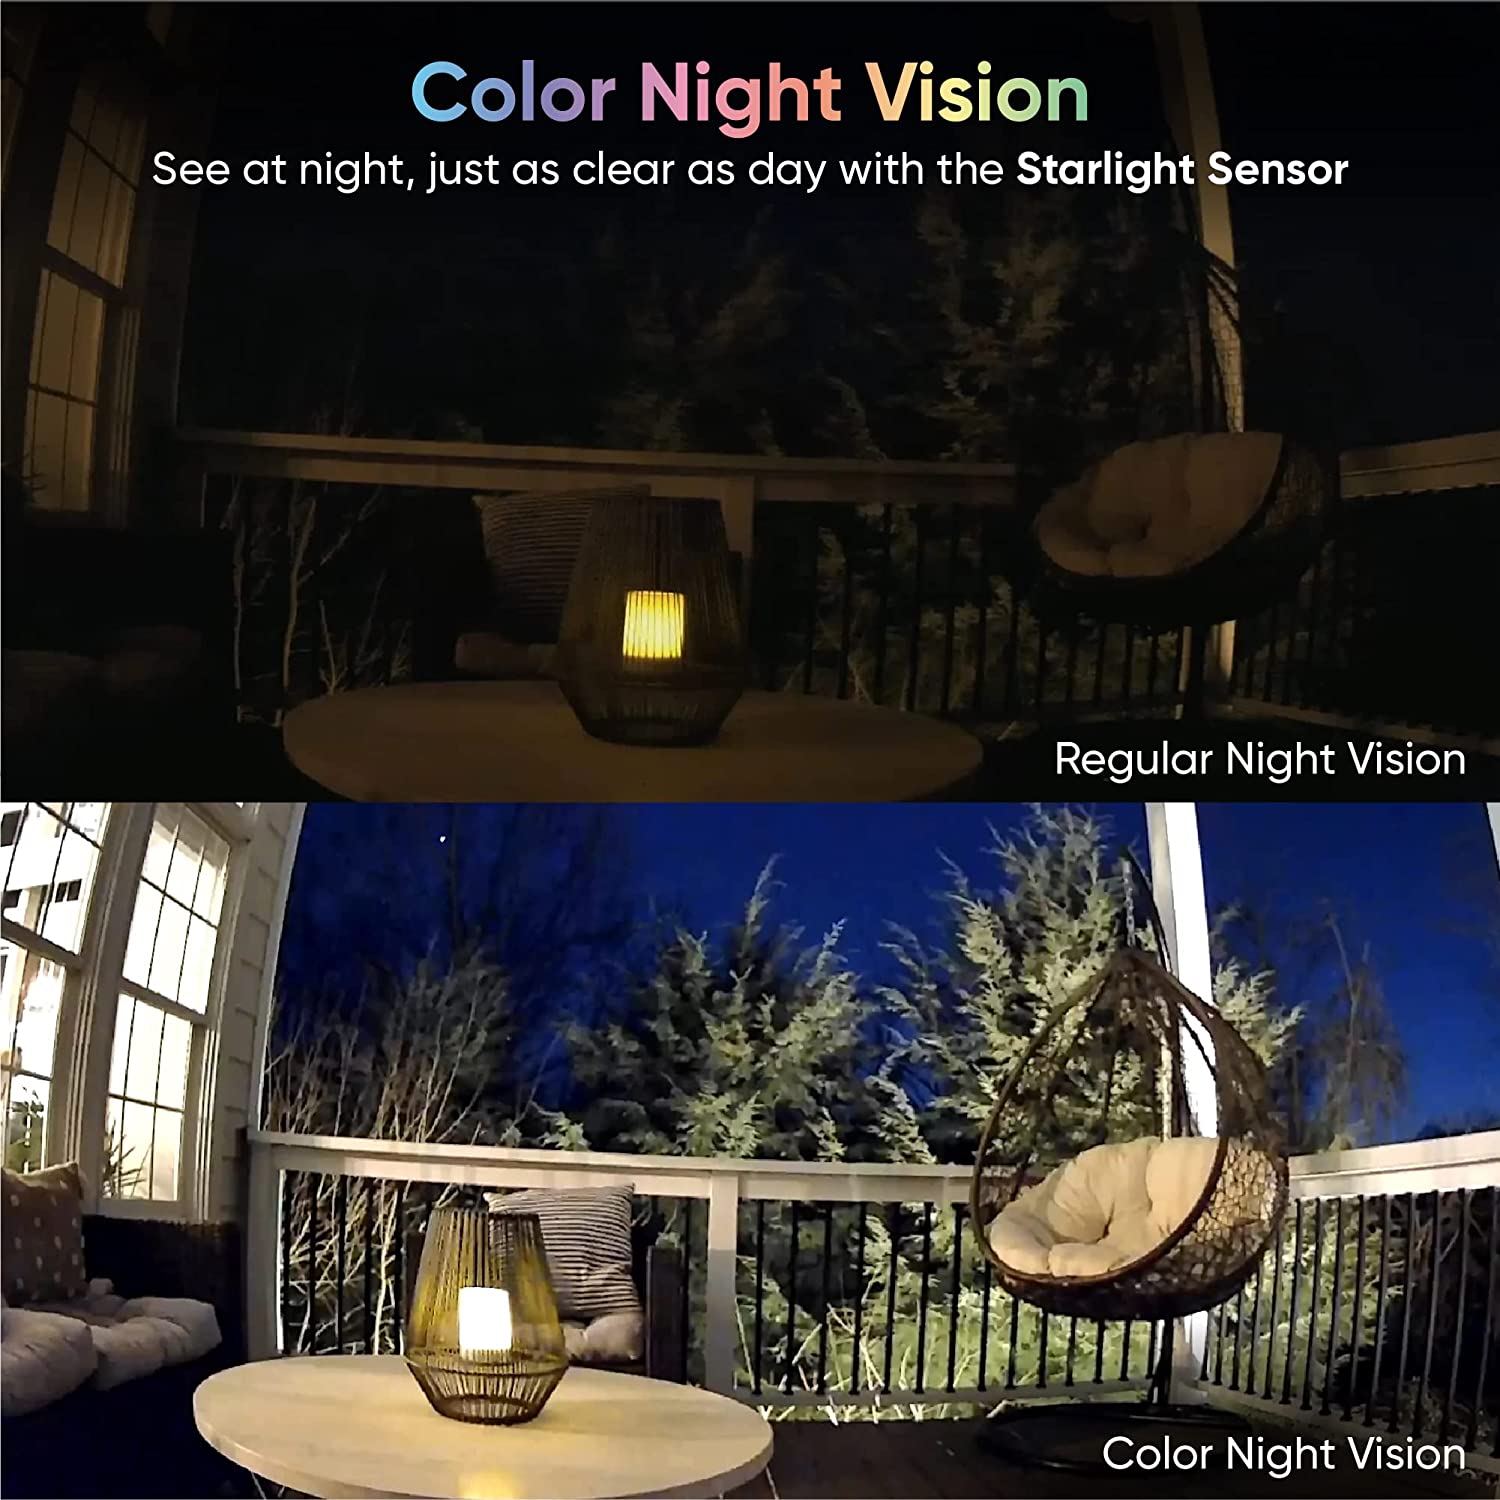 Color Night Vision
See at night, just as clear as day with the Starlight Sensor
Regular Night Vision
Color Night Vision